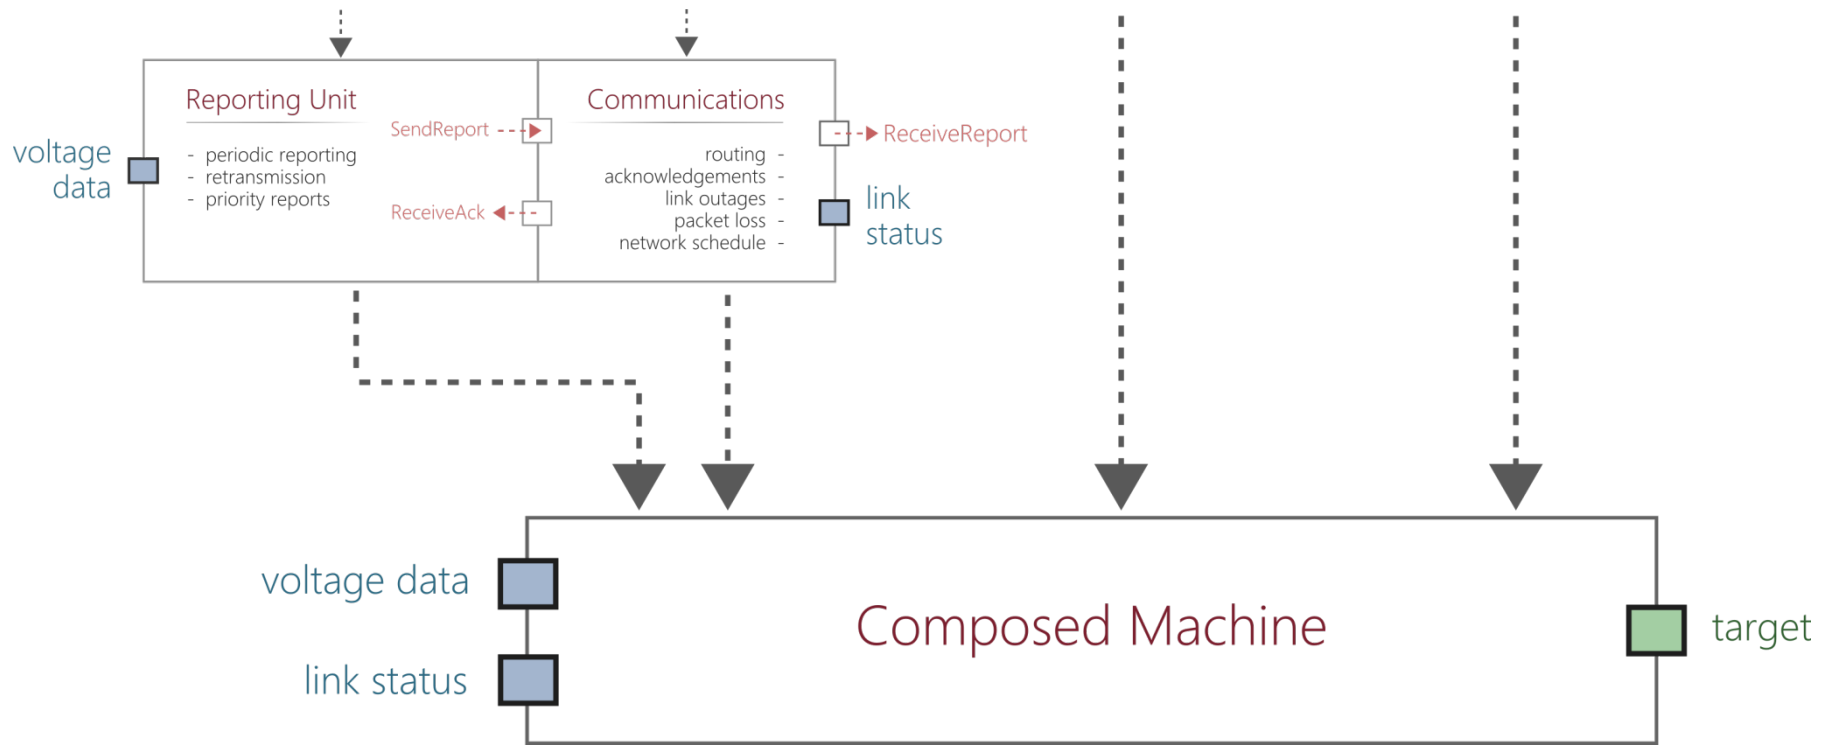 Reporting Unit
Communications
SendReport
ReceiveReport
voltage
data
- periodic reporting
- retransmission
- priority reports
routing -
acknowledgements -
link outages -
packet loss -
network schedule -
ReceiveAck
link
status
voltage data
link status
Composed Machine
target